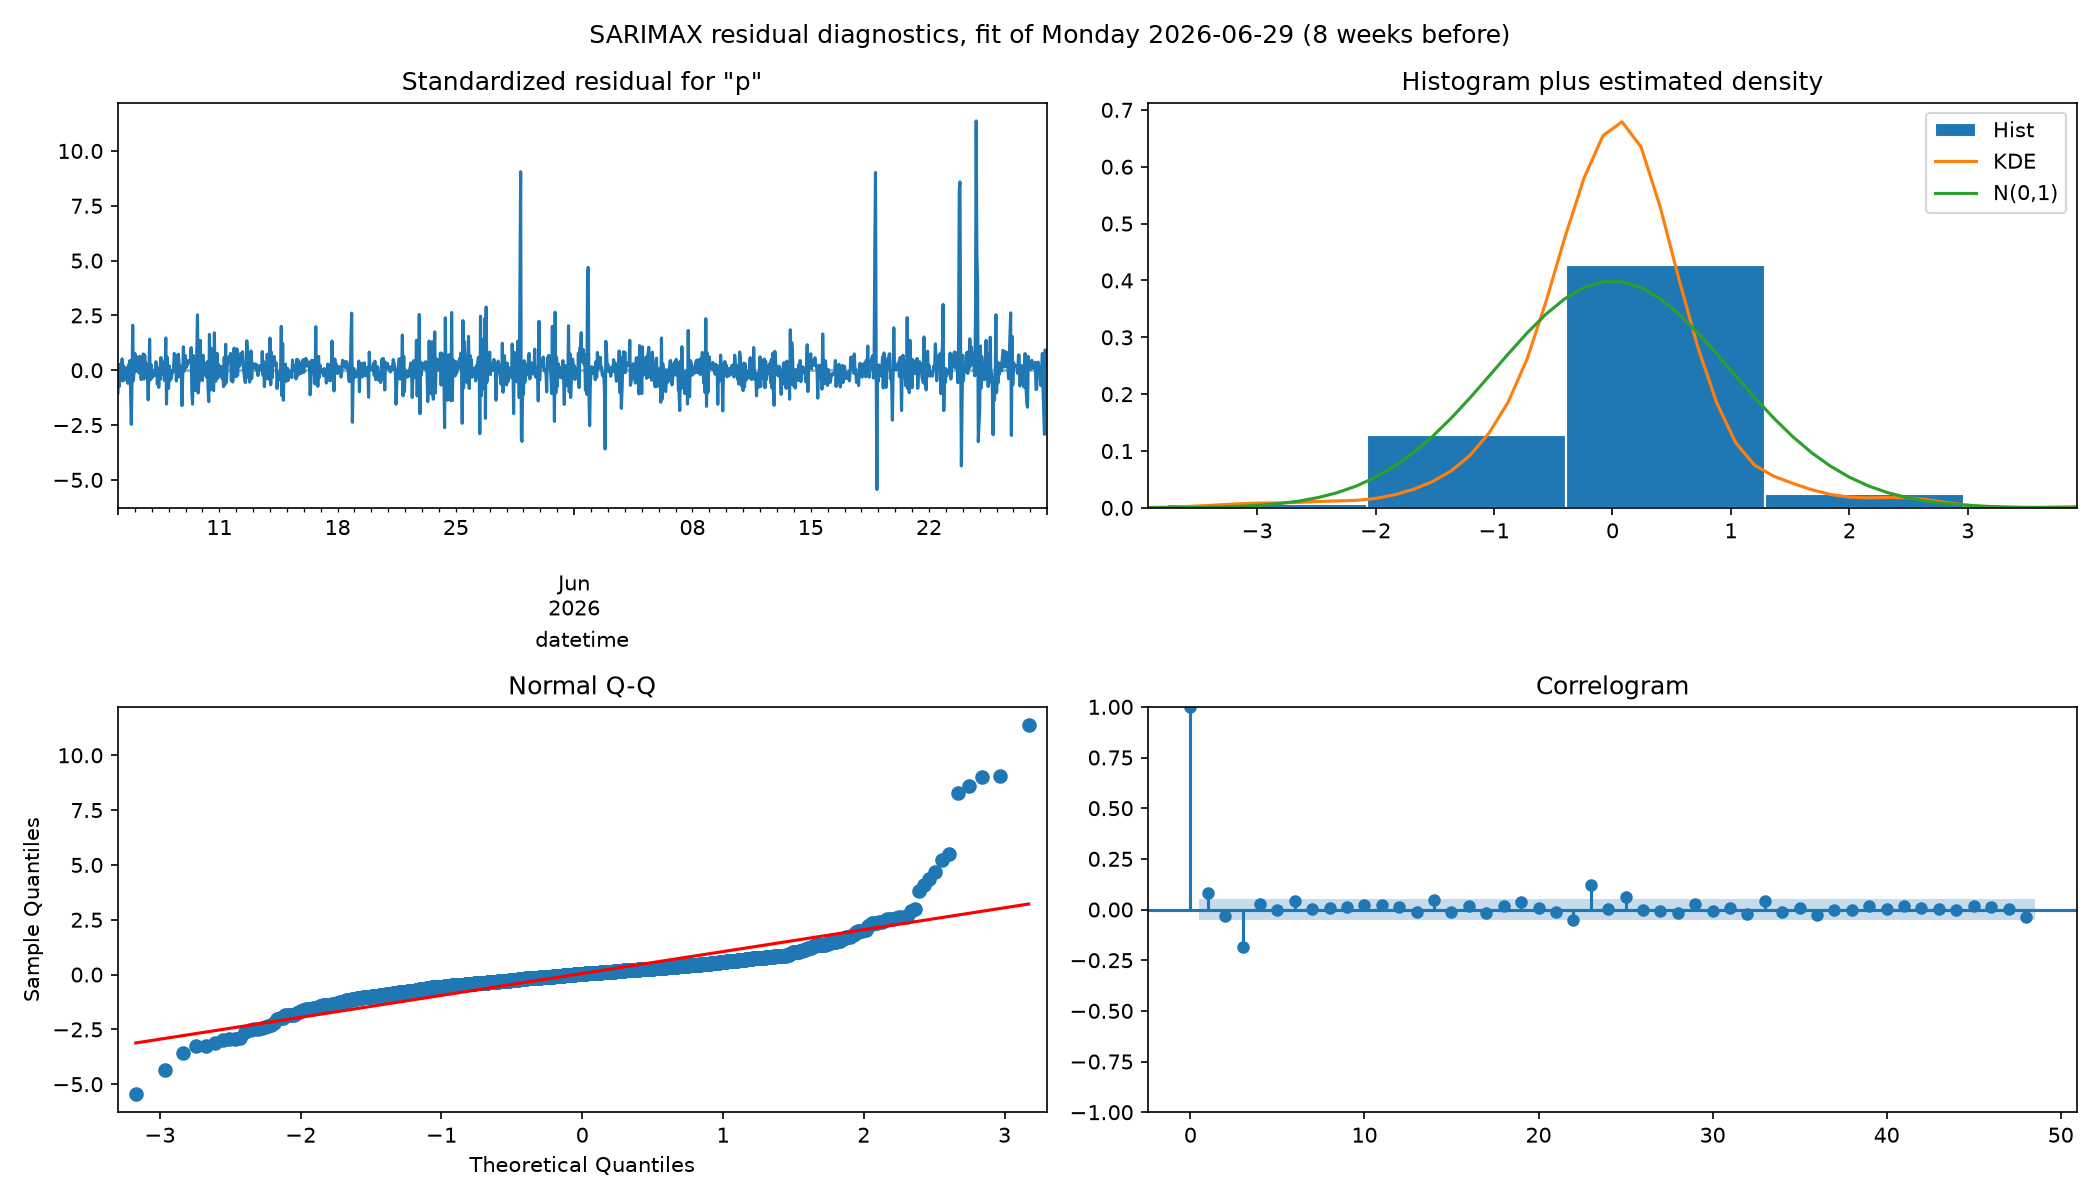 SARIMAX residual diagnostics, fit of Monday 2026-06-29 (8 weeks before)
Standardized residual for "p"
10.0
7.5
5.0
2.5
0.0
−2.5
−5.0
11 18 25 08 15 22
Jun
2026
datetime
Histogram plus estimated density
0.7
0.6
0.5
0.4
0.3
0.2
0.1
0.0
Hist
KDE
N(0,1)
−3 −2 −1 0 1 2 3
Normal Q-Q
Sample Quantiles
10.0
7.5
5.0
2.5
0.0
−2.5
−5.0
−3 −2 −1 0 1 2 3
Theoretical Quantiles
Correlogram
1.00
0.75
0.50
0.25
0.00
−0.25
−0.50
−0.75
−1.00
0 10 20 30 40 50